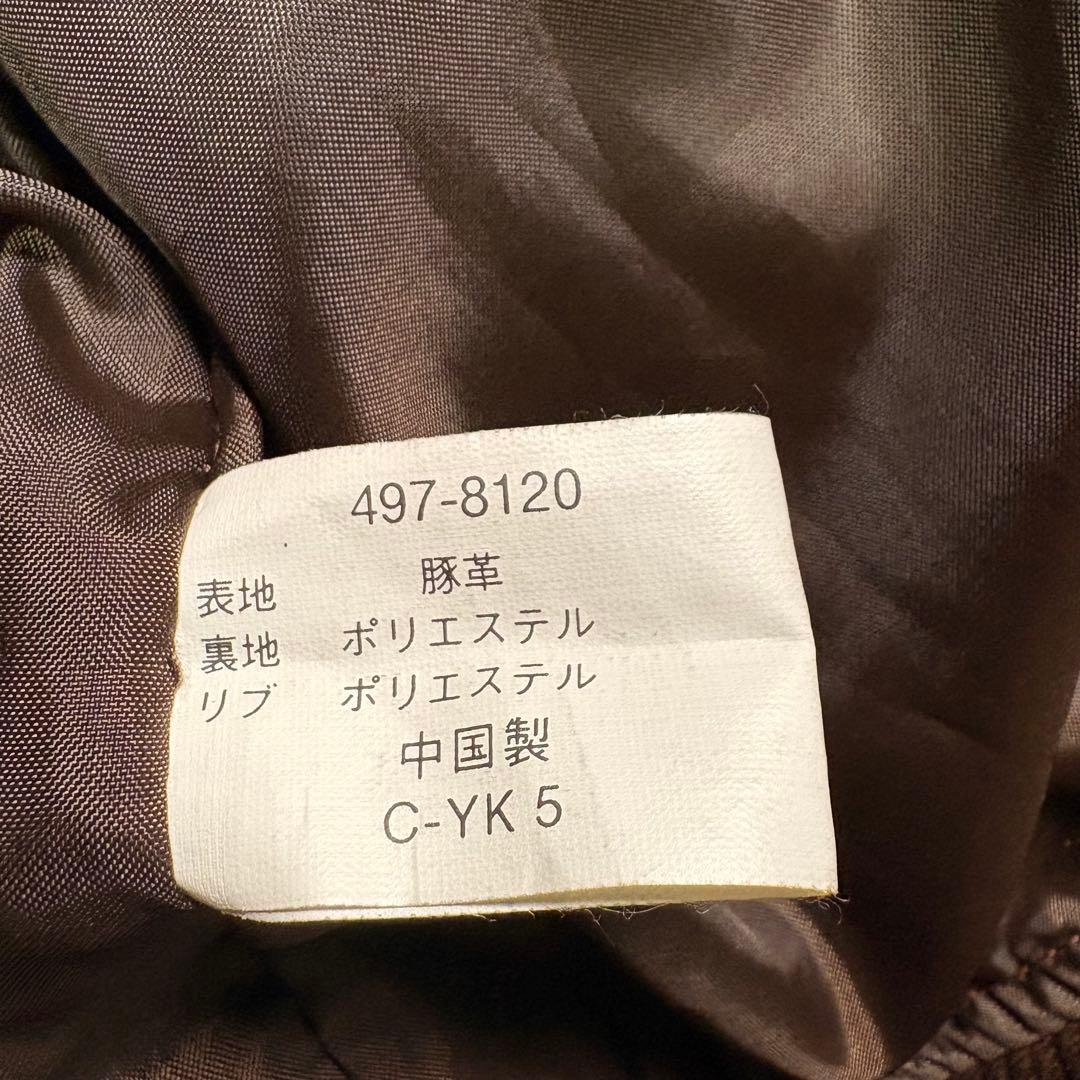 497-8120
表地 豚革
裏地 ポリエステル
リブ ポリエステル
中国製
C-YK 5